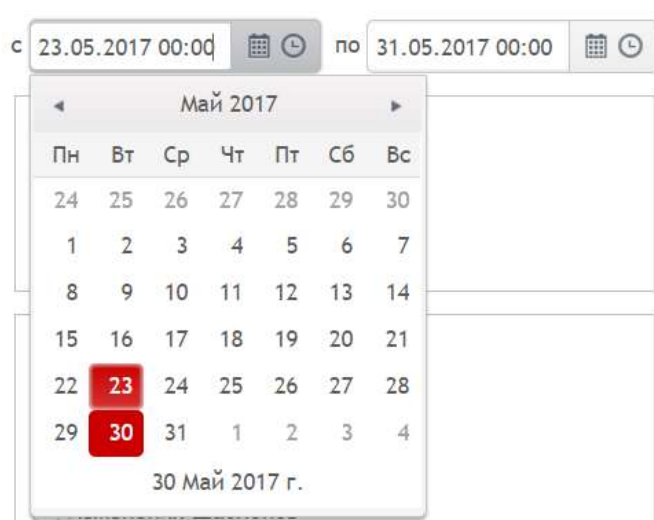 с 23.05.2017 00:00 по 31.05.2017 00:00
Май 2017
Пн Вт Ср Чт Пт Сб Вс
24 25 26 27 28 29 30
1 2 3 4 5 6 7
8 9 10 11 12 13 14
15 16 17 18 19 20 21
22 23 24 25 26 27 28
29 30 31 1 2 3 4
30 Май 2017 г.